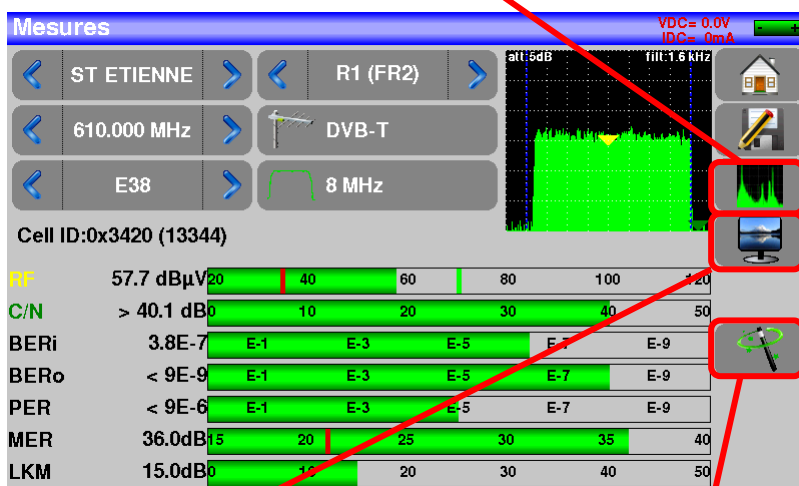 Mesures
VDC= 0.0V
IDC= 0mA
- +
ST ETIENNE
R1 (FR2)
att:5dB filt:1.6 kHz
610.000 MHz
DVB-T
E38
8 MHz
Cell ID:0x3420 (13344)
RF 57.7 dBµV 20 40 60 80 100 120
C/N > 40.1 dB 0 10 20 30 40 50
BERi 3.8E-7 E-1 E-3 E-5 E-7 E-9
BERo < 9E-9 E-1 E-3 E-5 E-7 E-9
PER < 9E-6 E-1 E-3 E-5 E-7 E-9
MER 36.0dB 15 20 25 30 35 40
LKM 15.0dB 0 10 20 30 40 50